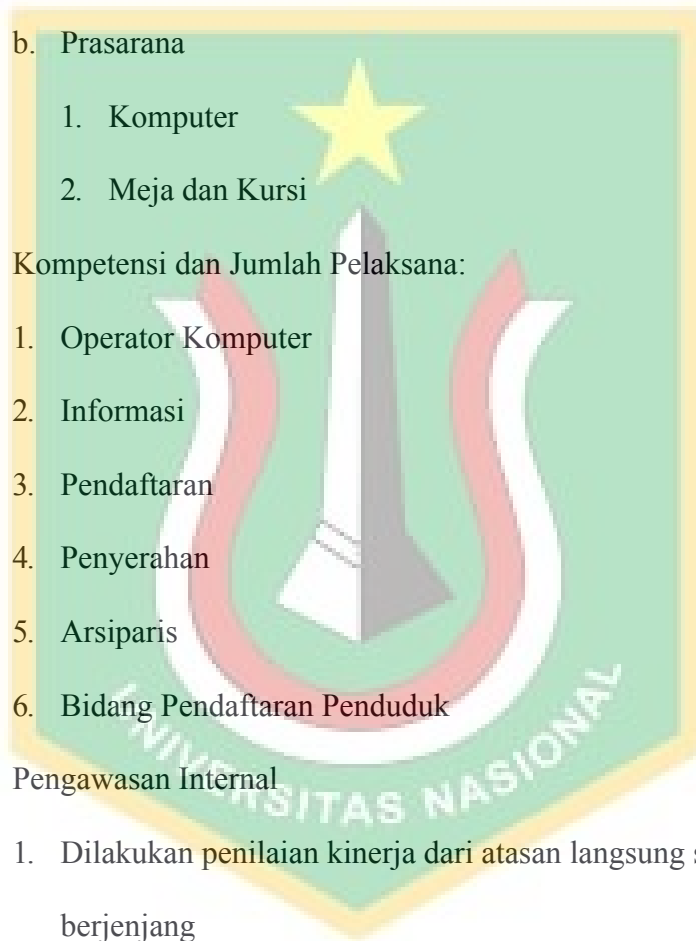 b. Prasarana
1. Komputer
2. Meja dan Kursi
Kompetensi dan Jumlah Pelaksana:
1. Operator Komputer
2. Informasi
3. Pendaftaran
4. Penyerahan
5. Arsiparis
6. Bidang Pendaftaran Penduduk
UNIVERSITAS NASIONAL
Pengawasan Internal
1. Dilakukan penilaian kinerja dari atasan langsung
berjenjang